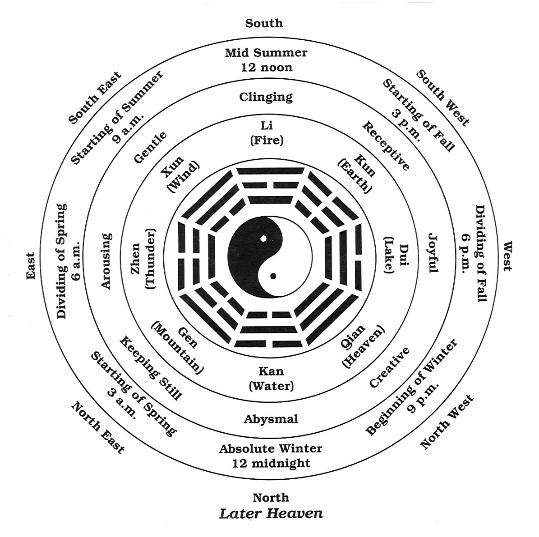 South
Mid Summer
12 noon
Clinging
Li
(Fire)
South West
Starting of Fall
3 p.m.
Receptive
Kun
(Earth)
West
Dividing of Fall
6 p.m.
Joyful
Dui
(Lake)
North West
Beginning of Winter
9 p.m.
Creative
Qian
(Heaven)
North
Absolute Winter
12 midnight
Abysmal
Kan
(Water)
North East
Starting of Spring
3 a.m.
Keeping Still
Gen
(Mountain)
East
Dividing of Spring
6 a.m.
Arousing
Zhen
(Thunder)
South East
Starting of Summer
9 a.m.
Gentle
Xun
(Wind)
Later Heaven